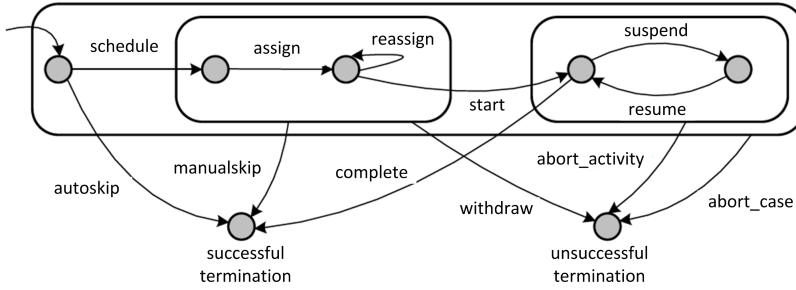 schedule
assign
reassign
suspend
start
resume
autoskip
manualskip
complete
withdraw
abort_activity
abort_case
successful
termination
unsuccessful
termination